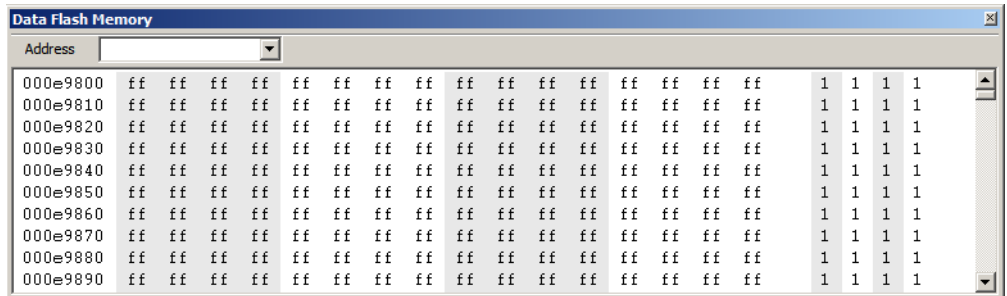 Data Flash Memory
Address
000e9800 ff ff ff ff ff ff ff ff ff ff ff ff ff ff ff ff 1 1 1 1
000e9810 ff ff ff ff ff ff ff ff ff ff ff ff ff ff ff ff 1 1 1 1
000e9820 ff ff ff ff ff ff ff ff ff ff ff ff ff ff ff ff 1 1 1 1
000e9830 ff ff ff ff ff ff ff ff ff ff ff ff ff ff ff ff 1 1 1 1
000e9840 ff ff ff ff ff ff ff ff ff ff ff ff ff ff ff ff 1 1 1 1
000e9850 ff ff ff ff ff ff ff ff ff ff ff ff ff ff ff ff 1 1 1 1
000e9860 ff ff ff ff ff ff ff ff ff ff ff ff ff ff ff ff 1 1 1 1
000e9870 ff ff ff ff ff ff ff ff ff ff ff ff ff ff ff ff 1 1 1 1
000e9880 ff ff ff ff ff ff ff ff ff ff ff ff ff ff ff ff 1 1 1 1
000e9890 ff ff ff ff ff ff ff ff ff ff ff ff ff ff ff ff 1 1 1 1